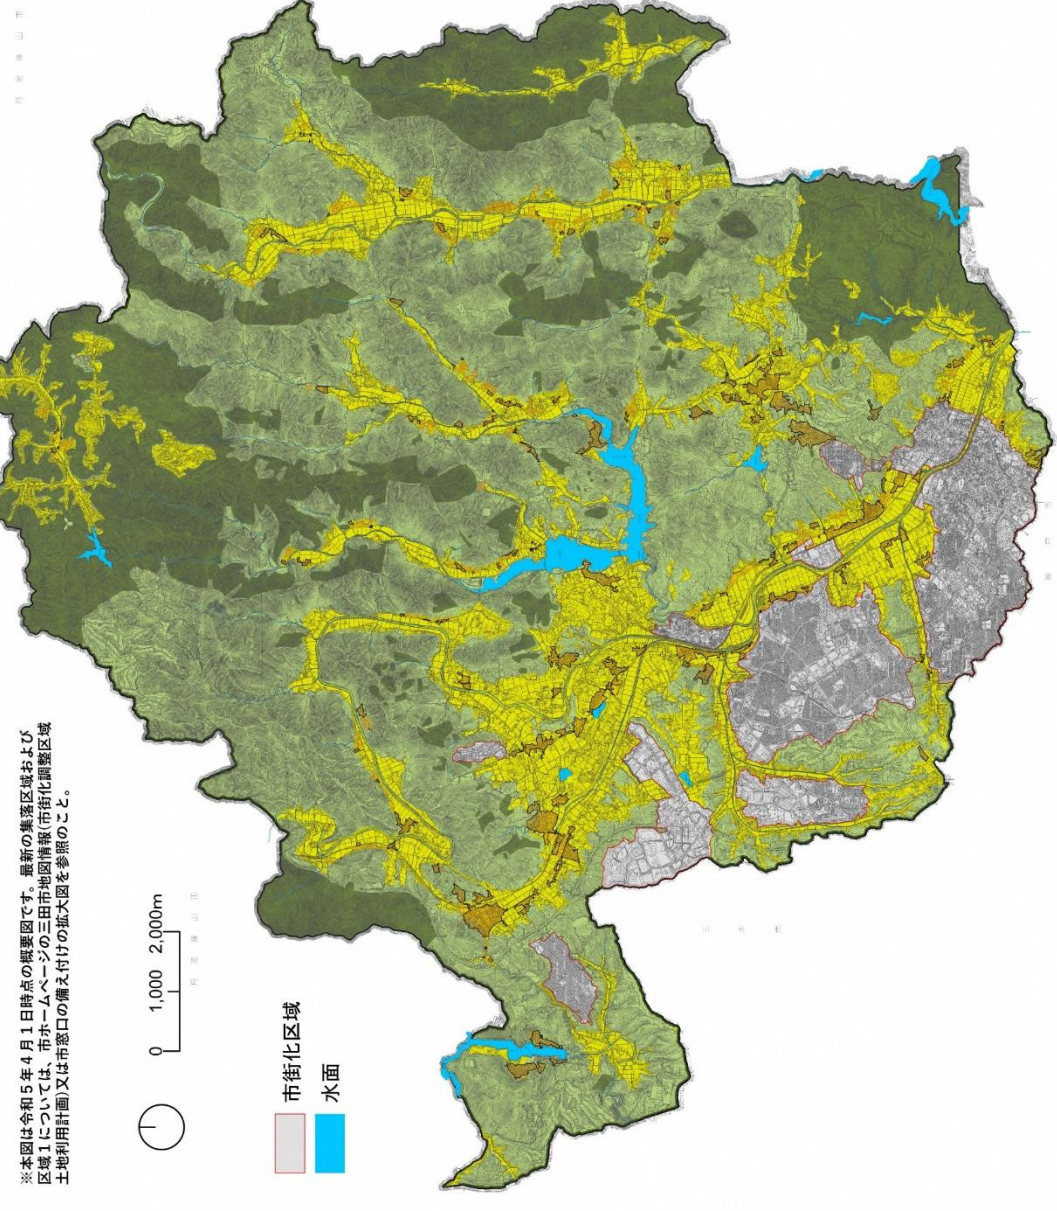 ※本図は令和5年4月1日時点の概要図です。最新の集落区域および
区域1については、市ホームページの三田市地図情報(市街化調整区域
土地利用計画)又は市窓口の備え付けの拡大図を参照のこと。
0 1,000 2,000m
市街化区域
水面